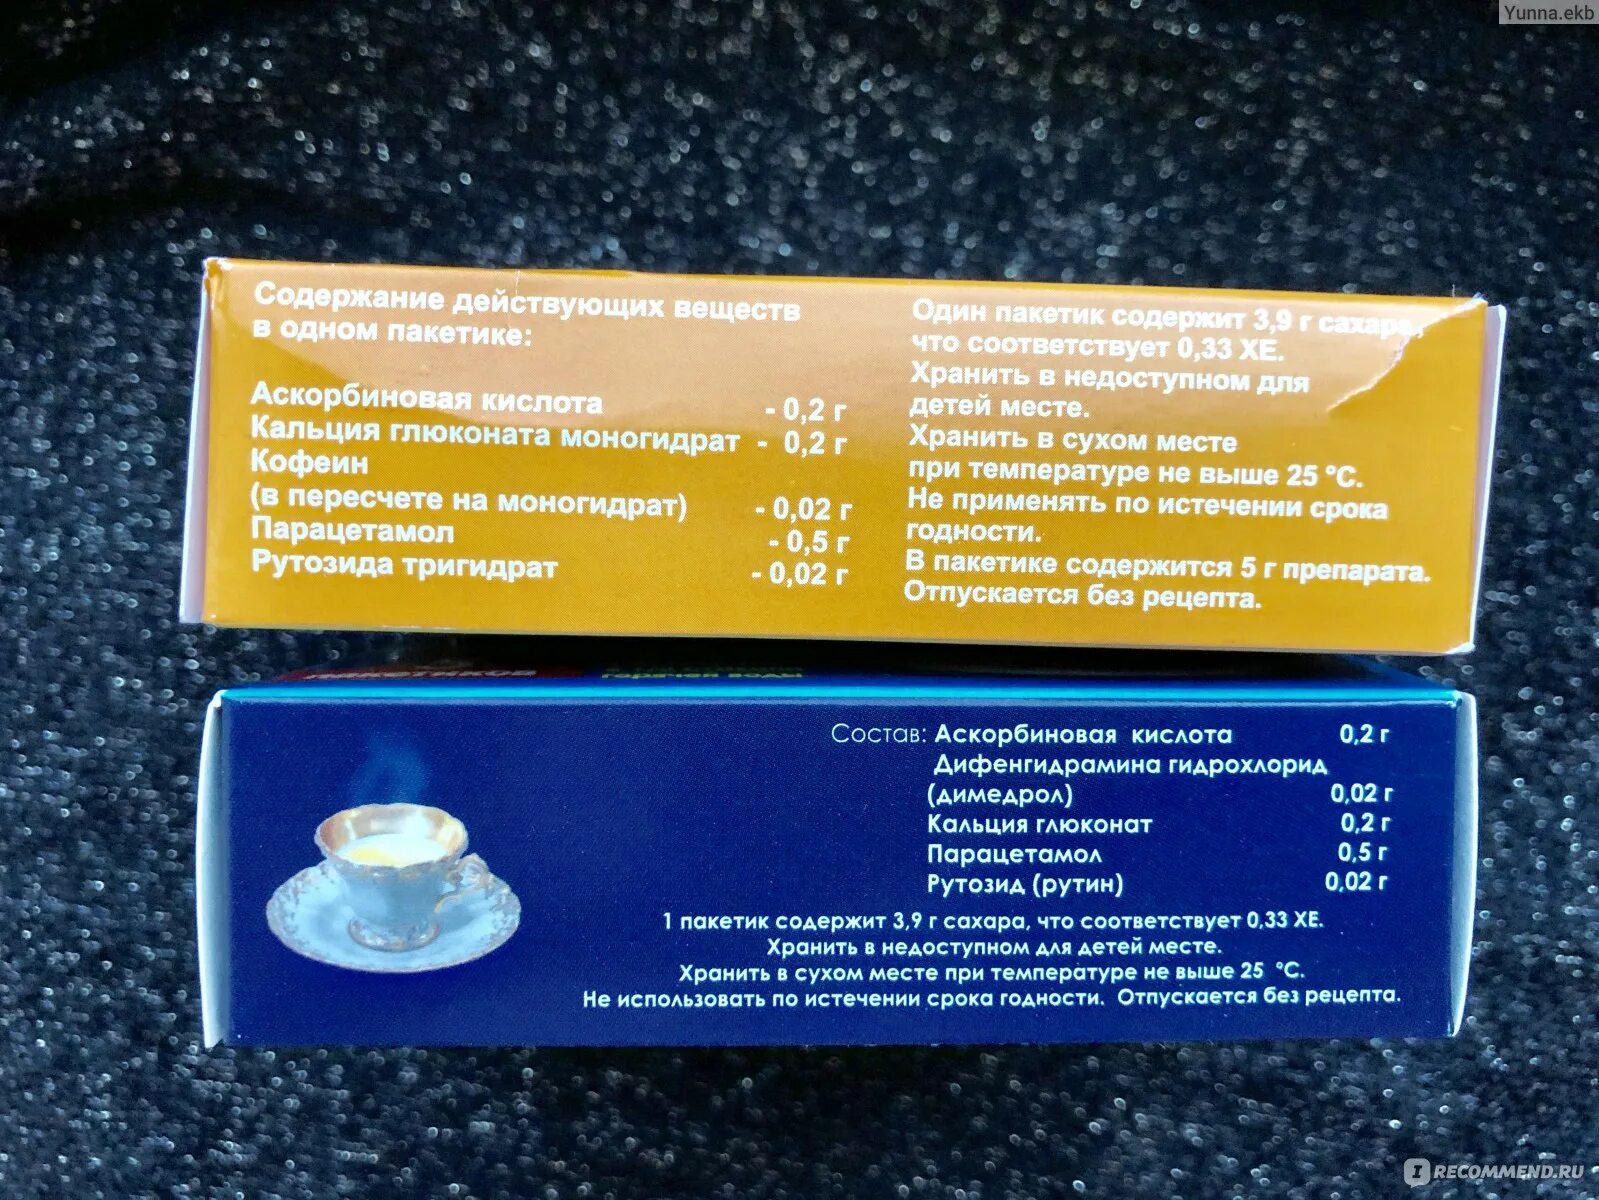 Yunna.ekb
Содержание действующих веществ
в одном пакетике:
Аскорбиновая кислота - 0,2 г
Кальция глюконата моногидрат - 0,2 г
Кофеин
(в пересчете на моногидрат) - 0,02 г
Парацетамол - 0,5 г
Рутозида тригидрат - 0,02 г
Один пакетик содержит 3,9 г сахара,
что соответствует 0,33 ХЕ.
Хранить в недоступном для
детей месте.
Хранить в сухом месте
при температуре не выше 25 °С.
Не применять по истечении срока
годности.
В пакетике содержится 5 г препарата.
Отпускается без рецепта.
горячей воды
Состав: Аскорбиновая кислота 0,2 г
Дифенгидрамина гидрохлорид
(димедрол) 0,02 г
Кальция глюконат 0,2 г
Парацетамол 0,5 г
Рутозид (рутин) 0,02 г
1 пакетик содержит 3,9 г сахара, что соответствует 0,33 ХЕ.
Хранить в недоступном для детей месте.
Хранить в сухом месте при температуре не выше 25 °С.
Не использовать по истечении срока годности. Отпускается без рецепта.
IRECOMMEND.RU